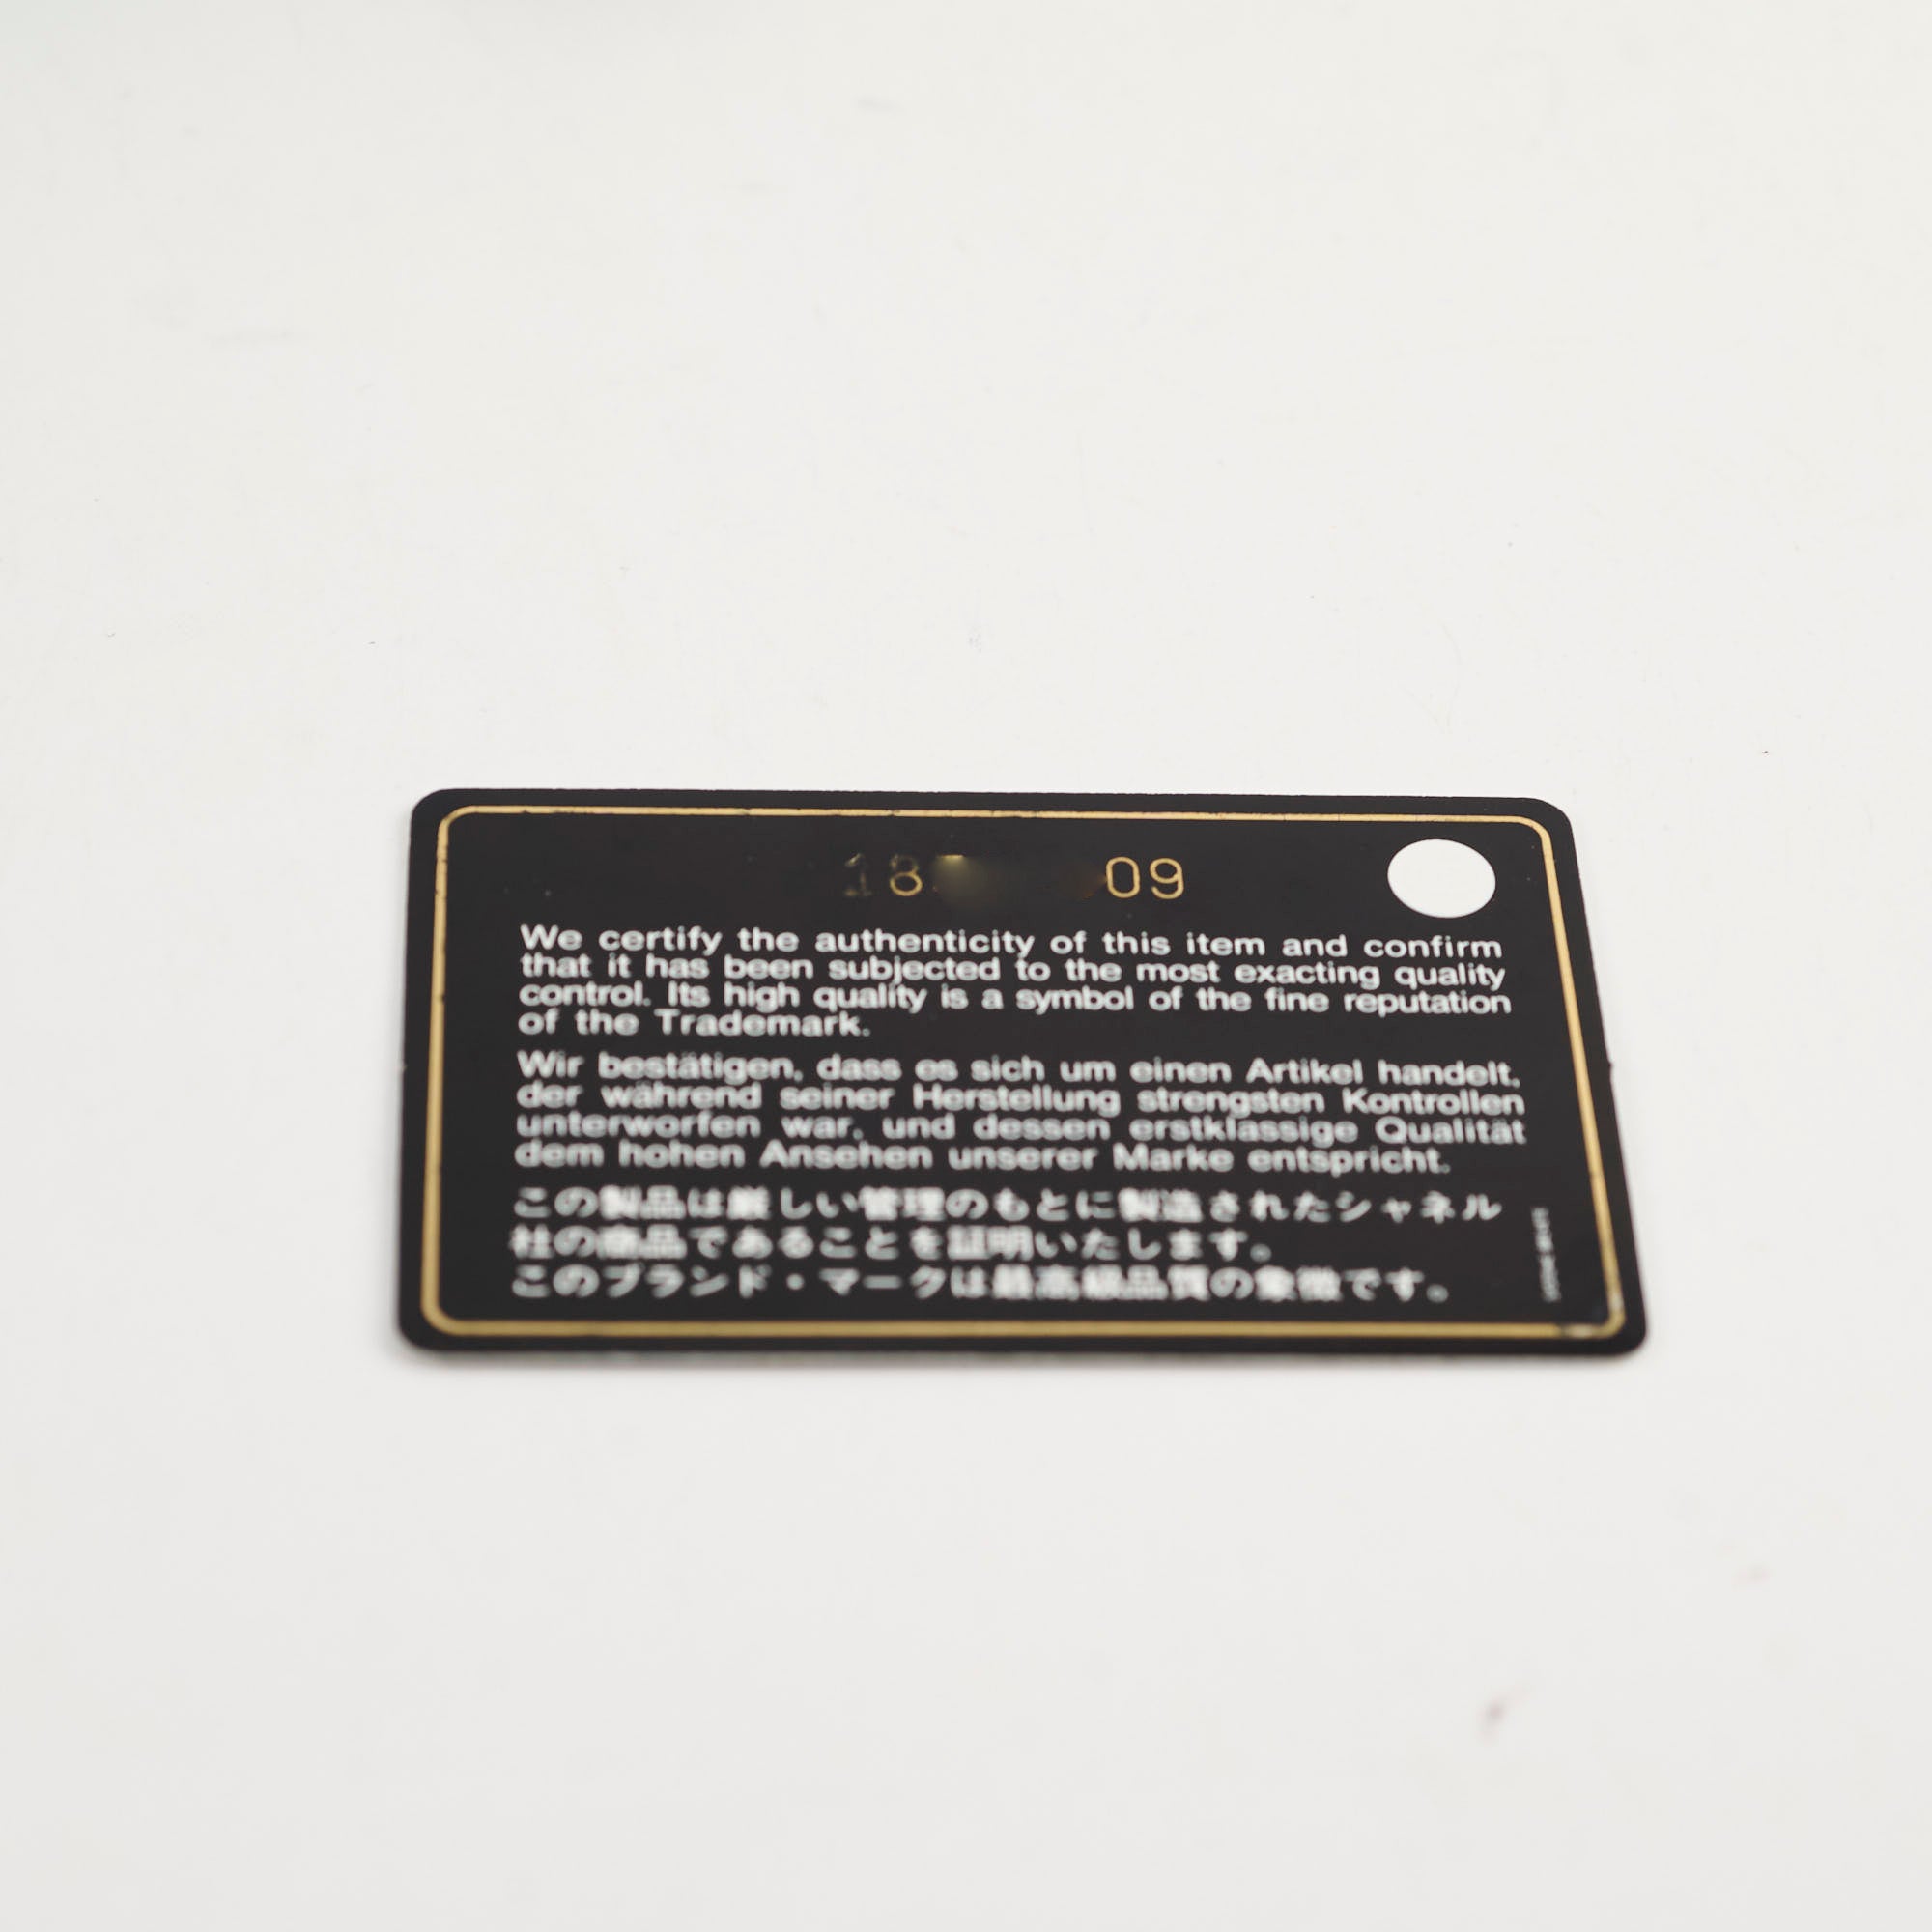 18 09
We certify the authenticity of this item and confirm
that it has been subjected to the most exacting quality
control. Its high quality is a symbol of the fine reputation
of the Trademark.
Wir bestätigen, dass es sich um einen Artikel handelt,
der während seiner Herstellung strengsten Kontrollen
unterworfen war, und dessen erstklassige Qualität
dem hohen Ansehen unserer Marke entspricht.
この製品は厳しい管理のもとに製造されたシャネル
社の商品であることを証明いたします。
このブランド・マークは最高級品質の象徴です。